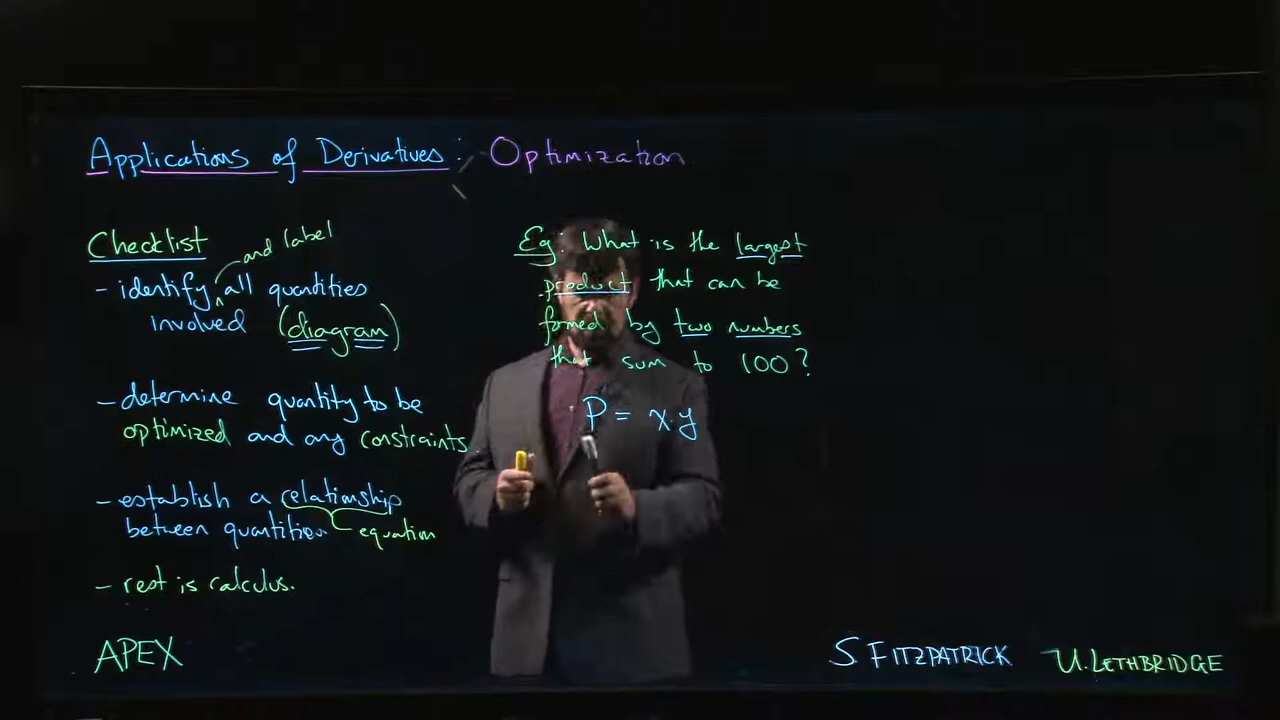 Applications of Derivatives: Optimization
Checklist
and label
- identify all quantities
involved (diagram)
- determine quantity to be
optimized and any constraints
- establish a relationship
between quantities
equation
- rest is calculus.
APEX
Eg: What is the largest
product that can be
formed by two numbers
that sum to 100?
P = x.y
S. FITZPATRICK
U. LETHBRIDGE